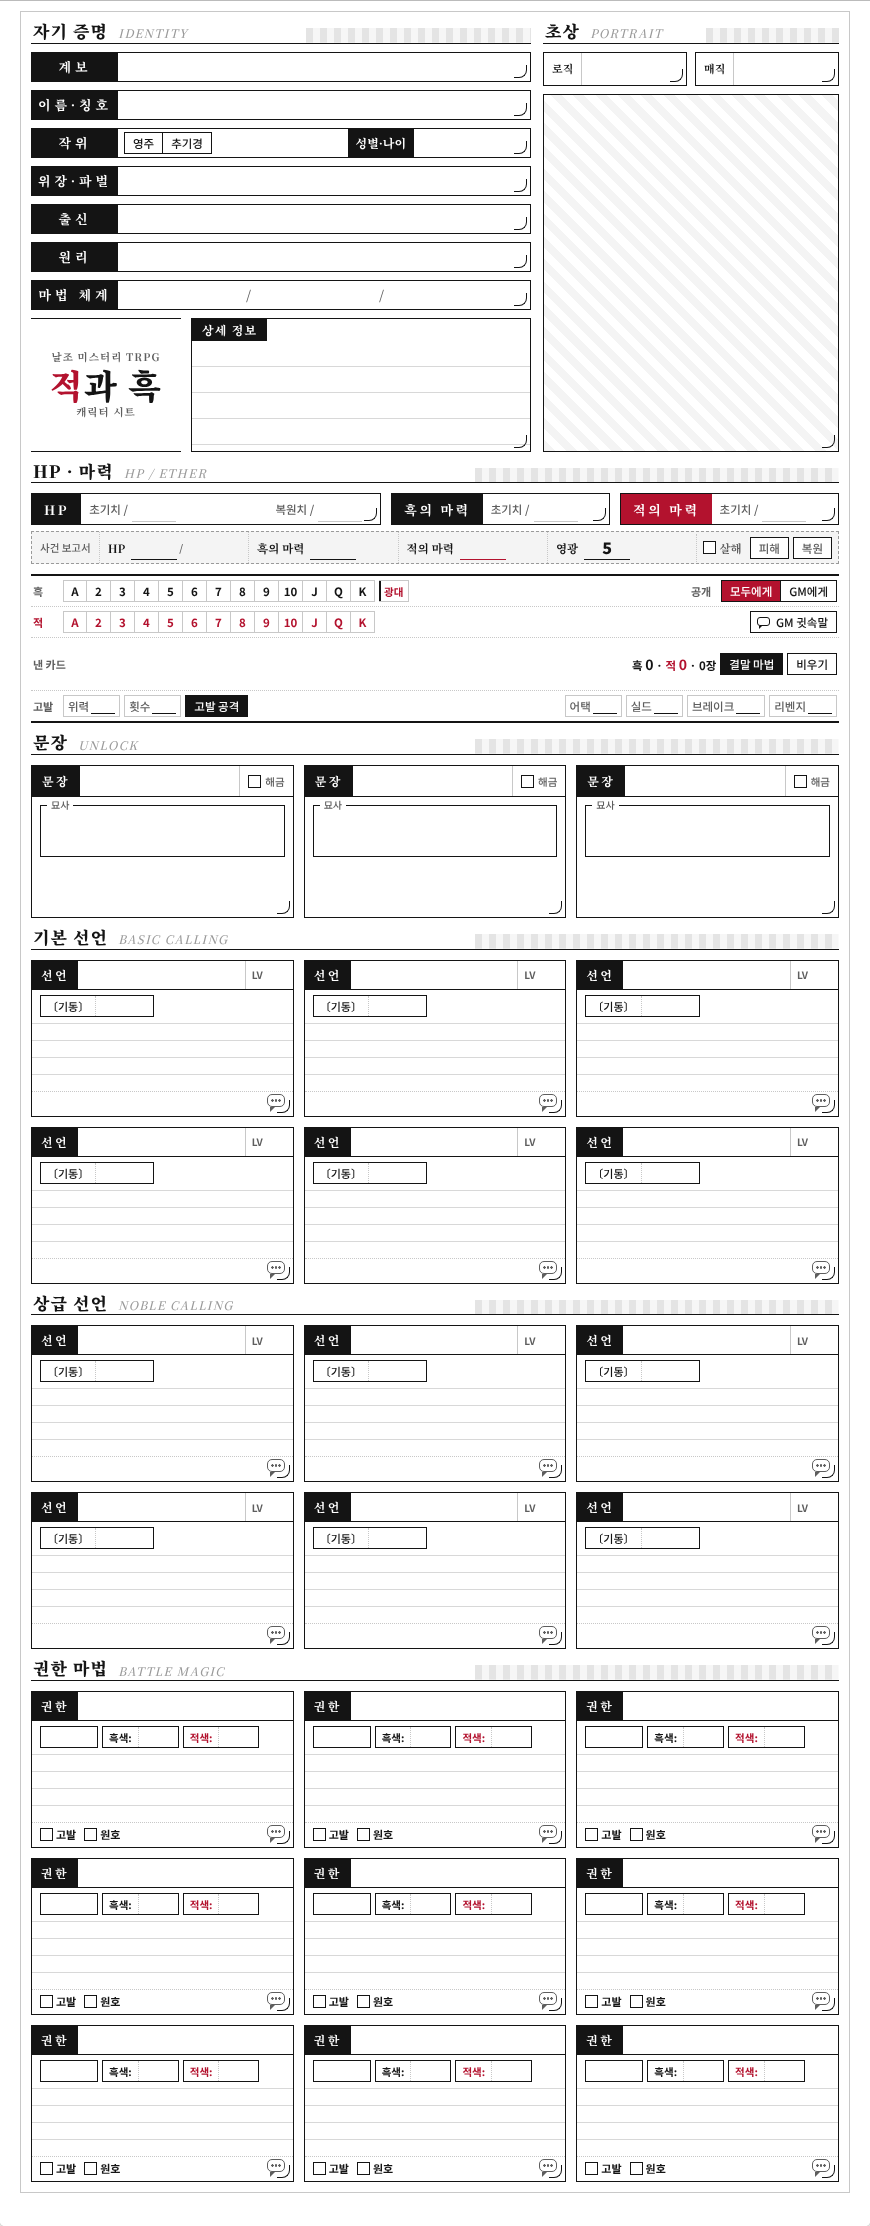 자기 증명 IDENTITY
초상 PORTRAIT
계보
로직
매직
이름·칭호
작위 영주 추기경 성별·나이
위장·파벌
출신
원리
마법 체계 / /
날조 미스터리 TRPG
적과 흑
캐릭터 시트
상세 정보
HP · 마력 HP / ETHER
HP 초기치 / 복원치 / 흑의 마력 초기치 / 적의 마력 초기치 /
사건 보고서 HP / 흑의 마력 적의 마력 영광 5 살해 피해 복원
흑 A 2 3 4 5 6 7 8 9 10 J Q K 광대 공개 모두에게 GM에게
적 A 2 3 4 5 6 7 8 9 10 J Q K GM 귓속말
낸 카드 흑 0 · 적 0 · 0장 결말 마법 비우기
고발 위력 횟수 고발 공격 어택 실드 브레이크 리벤지
문장 UNLOCK
문장 해금 문장 해금 문장 해금
묘사 묘사 묘사
기본 선언 BASIC CALLING
선언 LV 선언 LV 선언 LV
〔기동〕 〔기동〕 〔기동〕
선언 LV 선언 LV 선언 LV
〔기동〕 〔기동〕 〔기동〕
상급 선언 NOBLE CALLING
선언 LV 선언 LV 선언 LV
〔기동〕 〔기동〕 〔기동〕
선언 LV 선언 LV 선언 LV
〔기동〕 〔기동〕 〔기동〕
권한 마법 BATTLE MAGIC
권한 권한 권한
흑색: 적색: 흑색: 적색: 흑색: 적색:
고발 원호 고발 원호 고발 원호
권한 권한 권한
흑색: 적색: 흑색: 적색: 흑색: 적색:
고발 원호 고발 원호 고발 원호
권한 권한 권한
흑색: 적색: 흑색: 적색: 흑색: 적색:
고발 원호 고발 원호 고발 원호